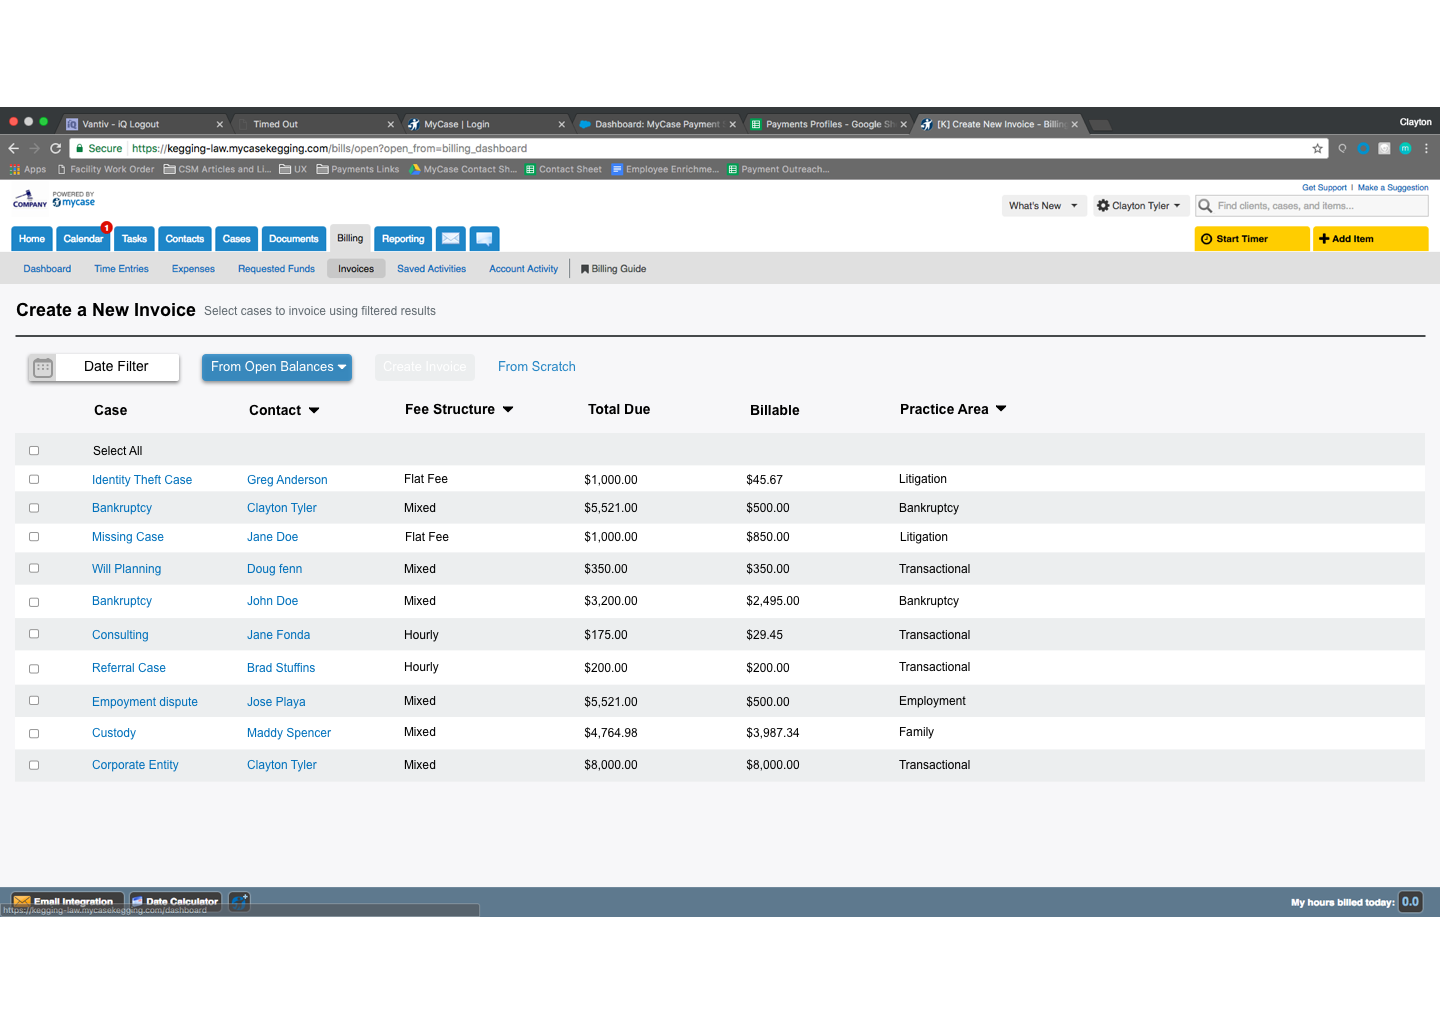 Vantiv - iQ Logout
Timed Out
MyCase | Login
Dashboard: MyCase Payment
Payments Profiles - Google Sh
[K] Create New Invoice - Billin
Clayton
Secure https://kegging-law.mycasekegging.com/bills/open?open_from=billing_dashboard
Apps Facility Work Order CSM Articles and Li... UX Payments Links MyCase Contact Sh... Contact Sheet Employee Enrichme... Payment Outreach...
Get Support | Make a Suggestion
COMPANY POWERED BY mycase
What's New Clayton Tyler Find clients, cases, and items...
1
Home Calendar Tasks Contacts Cases Documents Billing Reporting Start Timer Add Item
Dashboard Time Entries Expenses Requested Funds Invoices Saved Activities Account Activity Billing Guide
Create a New Invoice Select cases to invoice using filtered results
Date Filter From Open Balances Create Invoice From Scratch
Case Contact Fee Structure Total Due Billable Practice Area
Select All
Identity Theft Case Greg Anderson Flat Fee $1,000.00 $45.67 Litigation
Bankruptcy Clayton Tyler Mixed $5,521.00 $500.00 Bankruptcy
Missing Case Jane Doe Flat Fee $1,000.00 $850.00 Litigation
Will Planning Doug fenn Mixed $350.00 $350.00 Transactional
Bankruptcy John Doe Mixed $3,200.00 $2,495.00 Bankruptcy
Consulting Jane Fonda Hourly $175.00 $29.45 Transactional
Referral Case Brad Stuffins Hourly $200.00 $200.00 Transactional
Empoyment dispute Jose Playa Mixed $5,521.00 $500.00 Employment
Custody Maddy Spencer Mixed $4,764.98 $3,987.34 Family
Corporate Entity Clayton Tyler Mixed $8,000.00 $8,000.00 Transactional
Email Integration Date Calculator My hours billed today: 0.0
https://kegging-law.mycasekegging.com/dashboard